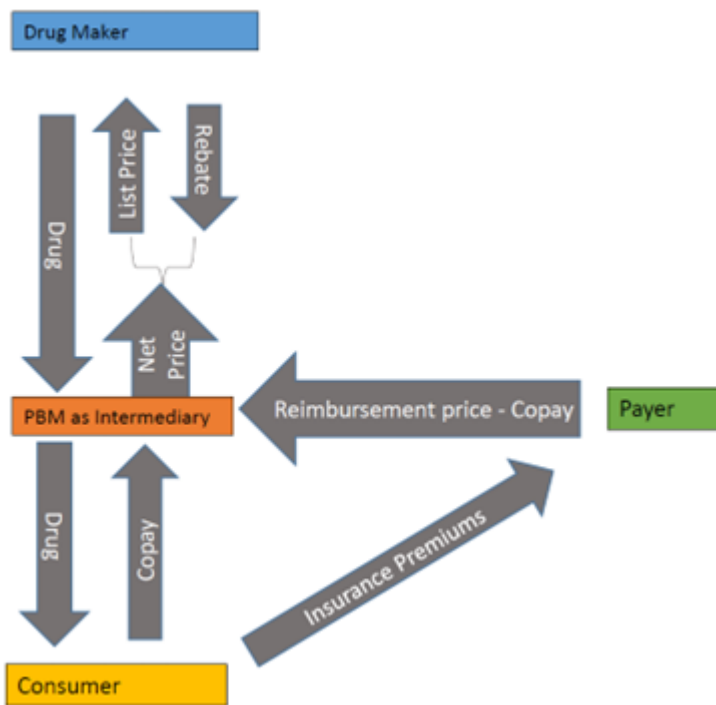 Drug Maker
Drug
List Price
Rebate
Net
Price
PBM as Intermediary
Reimbursement price - Copay
Payer
Drug
Copay
Insurance Premiums
Consumer